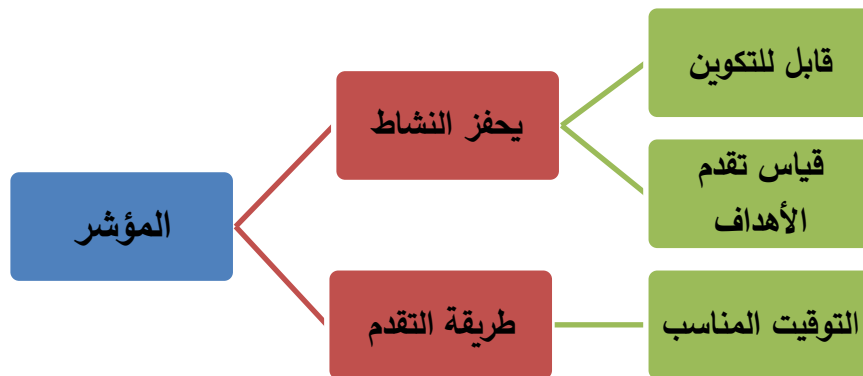 المؤشر
يحفز النشاط
قابل للتكوين
قياس تقدم
الأهداف
طريقة التقدم
التوقيت المناسب